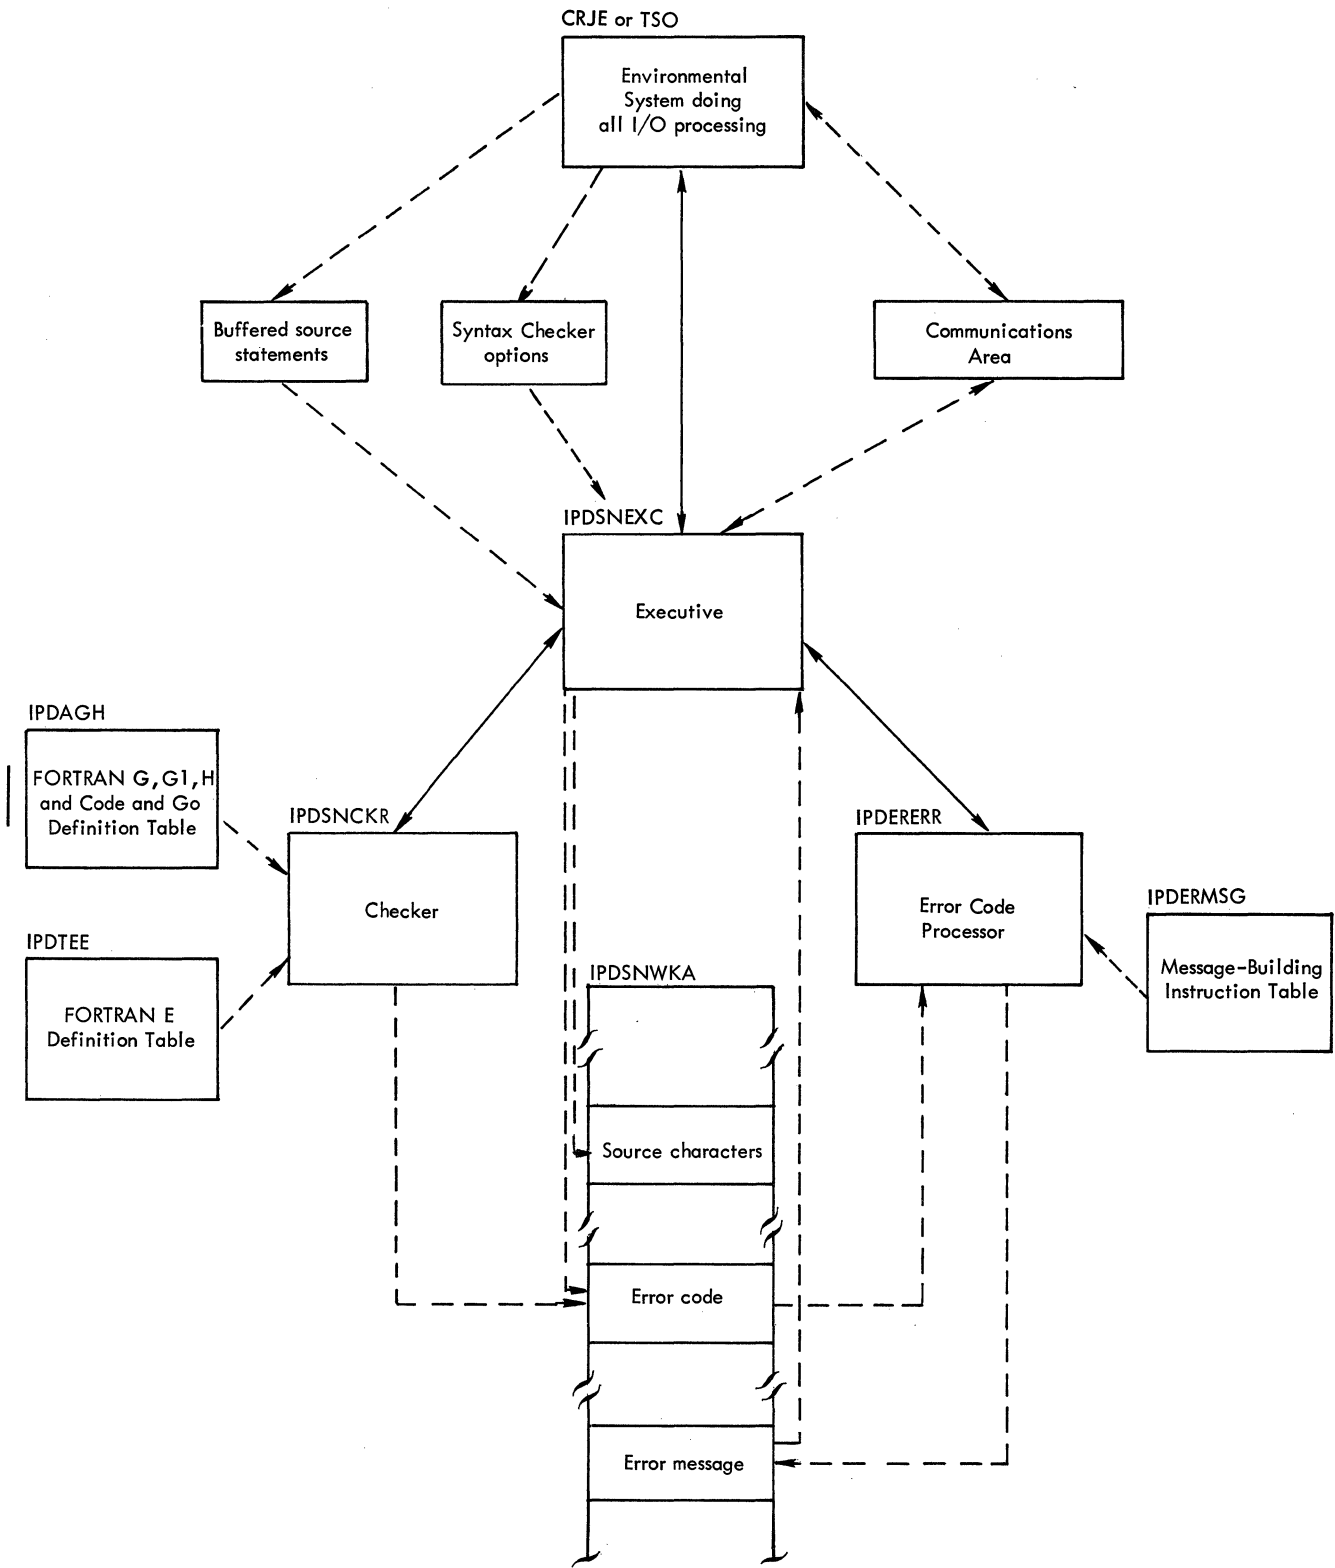 CRJE or TSO
Environmental
System doing
all I/O processing
Buffered source
statements
Syntax Checker
options
Communications
Area
IPDSNEXC
Executive
IPDAGH
FORTRAN G,G1,H
and Code and Go
Definition Table
IPDSNCKR
Checker
IPDERERR
Error Code
Processor
IPDERMSG
Message-Building
Instruction Table
IPDTEE
FORTRAN E
Definition Table
IPDSNWKA
Source characters
Error code
Error message